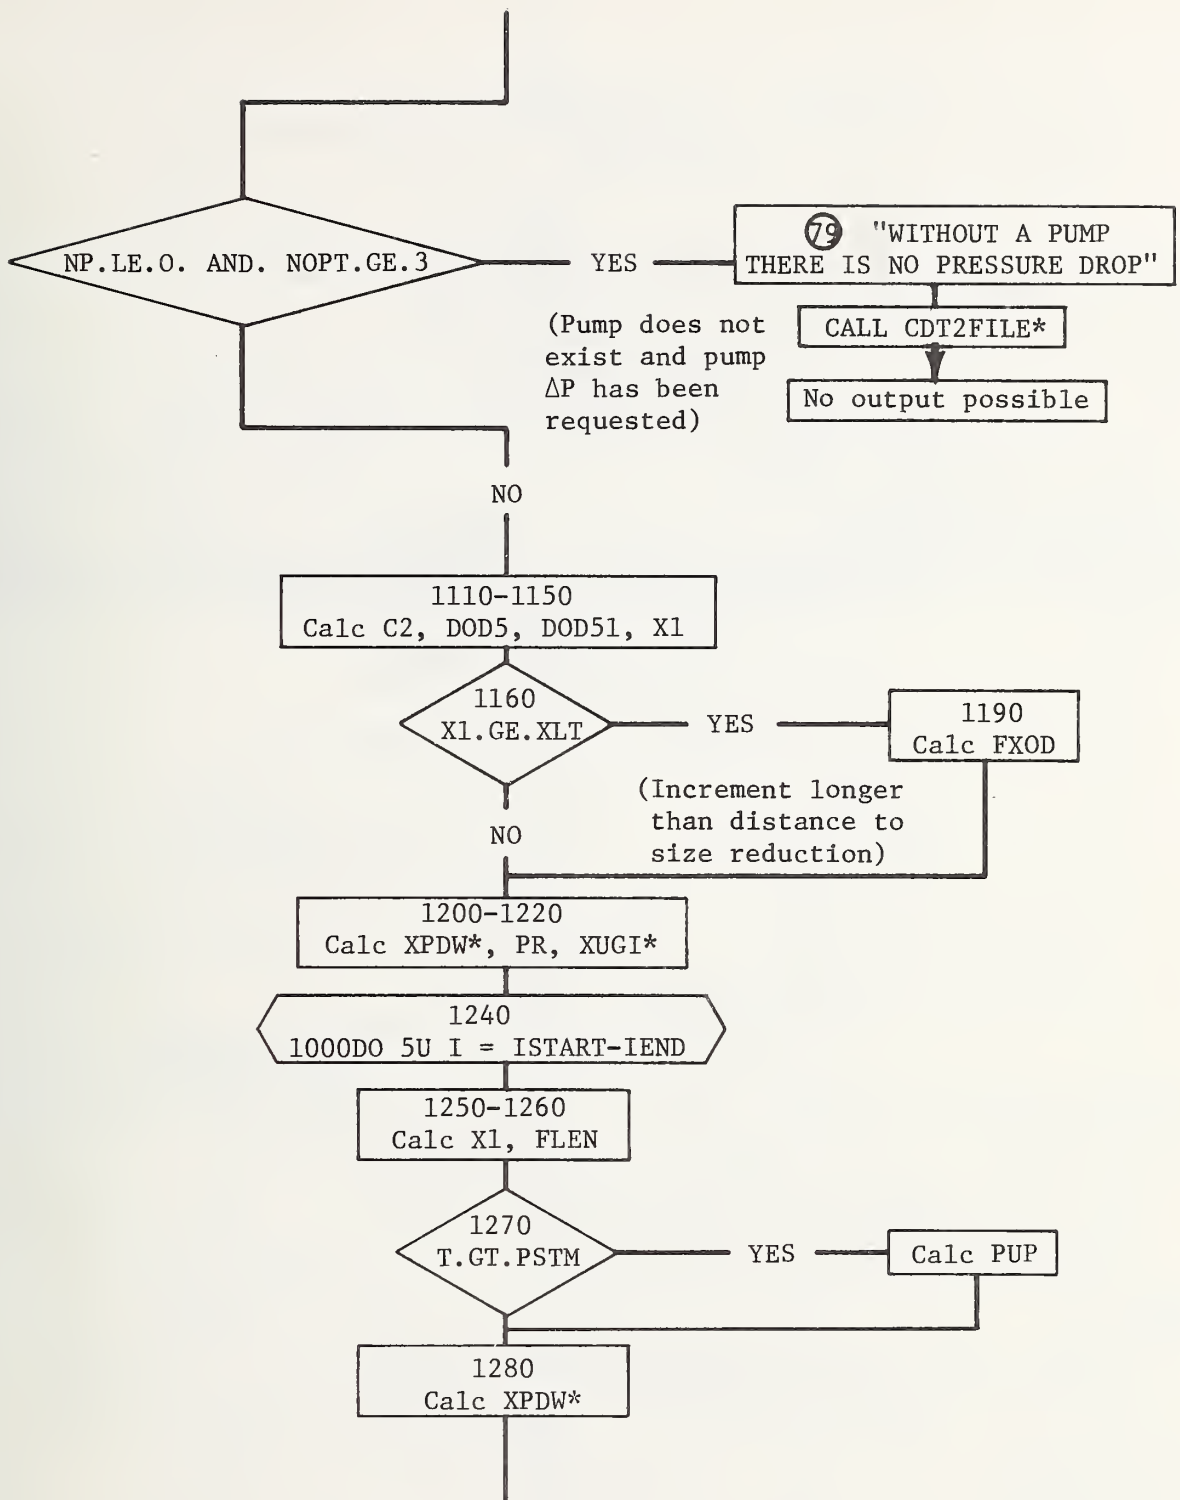 NP.LE.O. AND. NOPT.GE.3
YES
79 "WITHOUT A PUMP
THERE IS NO PRESSURE DROP"
(Pump does not
exist and pump
ΔP has been
requested)
CALL CDT2FILE*
No output possible
NO
1110-1150
Calc C2, DOD5, DOD51, X1
1160
X1.GE.XLT
YES
1190
Calc FXOD
(Increment longer
than distance to
size reduction)
NO
1200-1220
Calc XPDW*, PR, XUGI*
1240
1000DO 5U I = ISTART-IEND
1250-1260
Calc X1, FLEN
1270
T.GT.PSTM
YES
Calc PUP
1280
Calc XPDW*